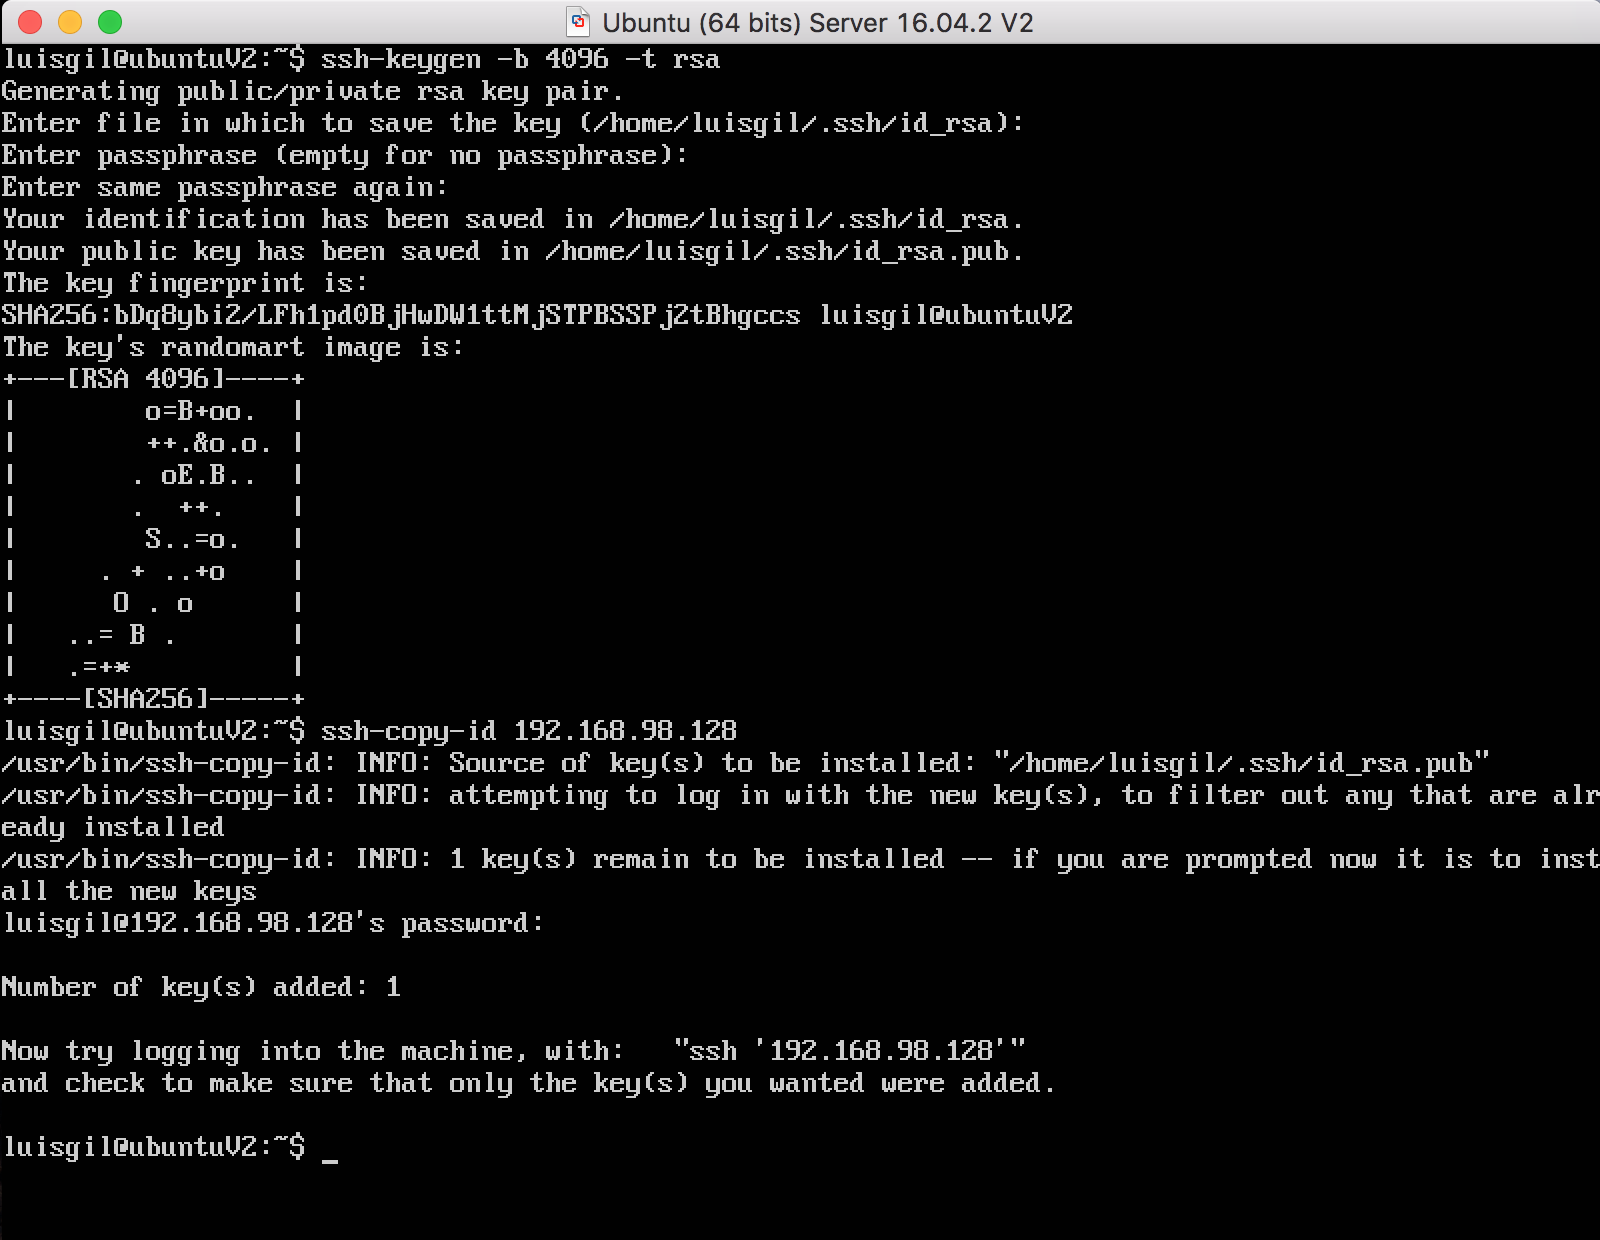 Ubuntu (64 bits) Server 16.04.2 V2
luisgil@ubuntuV2:~$ ssh-keygen -b 4096 -t rsa
Generating public/private rsa key pair.
Enter file in which to save the key (/home/luisgil/.ssh/id_rsa):
Enter passphrase (empty for no passphrase):
Enter same passphrase again:
Your identification has been saved in /home/luisgil/.ssh/id_rsa.
Your public key has been saved in /home/luisgil/.ssh/id_rsa.pub.
The key fingerprint is:
SHA256:bDq8ybi2/LFh1pd0BjHwDW1ttMjSTPBSSPj2tBhgccs luisgil@ubuntuV2
The key's randomart image is:
+---[RSA 4096]----+
|        o=B+oo.  |
|        ++.&o.o. |
|       . oE.B..  |
|       .  ++.    |
|        S..=o.   |
|     . + ..+o    |
|      O . o      |
|   ..= B .       |
|   .=+*          |
+----[SHA256]-----+
luisgil@ubuntuV2:~$ ssh-copy-id 192.168.98.128
/usr/bin/ssh-copy-id: INFO: Source of key(s) to be installed: "/home/luisgil/.ssh/id_rsa.pub"
/usr/bin/ssh-copy-id: INFO: attempting to log in with the new key(s), to filter out any that are alr
eady installed
/usr/bin/ssh-copy-id: INFO: 1 key(s) remain to be installed -- if you are prompted now it is to inst
all the new keys
luisgil@192.168.98.128's password:
Number of key(s) added: 1
Now try logging into the machine, with:   "ssh '192.168.98.128'"
and check to make sure that only the key(s) you wanted were added.
luisgil@ubuntuV2:~$ _